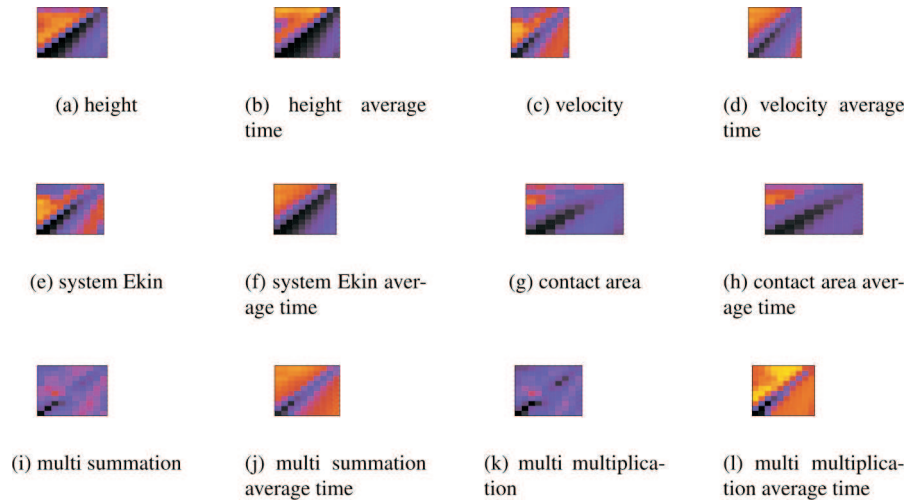 (a) height
(b) height average
time
(c) velocity
(d) velocity average
time
(e) system Ekin
(f) system Ekin aver-
age time
(g) contact area
(h) contact area aver-
age time
(i) multi summation
(j) multi summation
average time
(k) multi multiplica-
tion
(l) multi multiplica-
tion average time